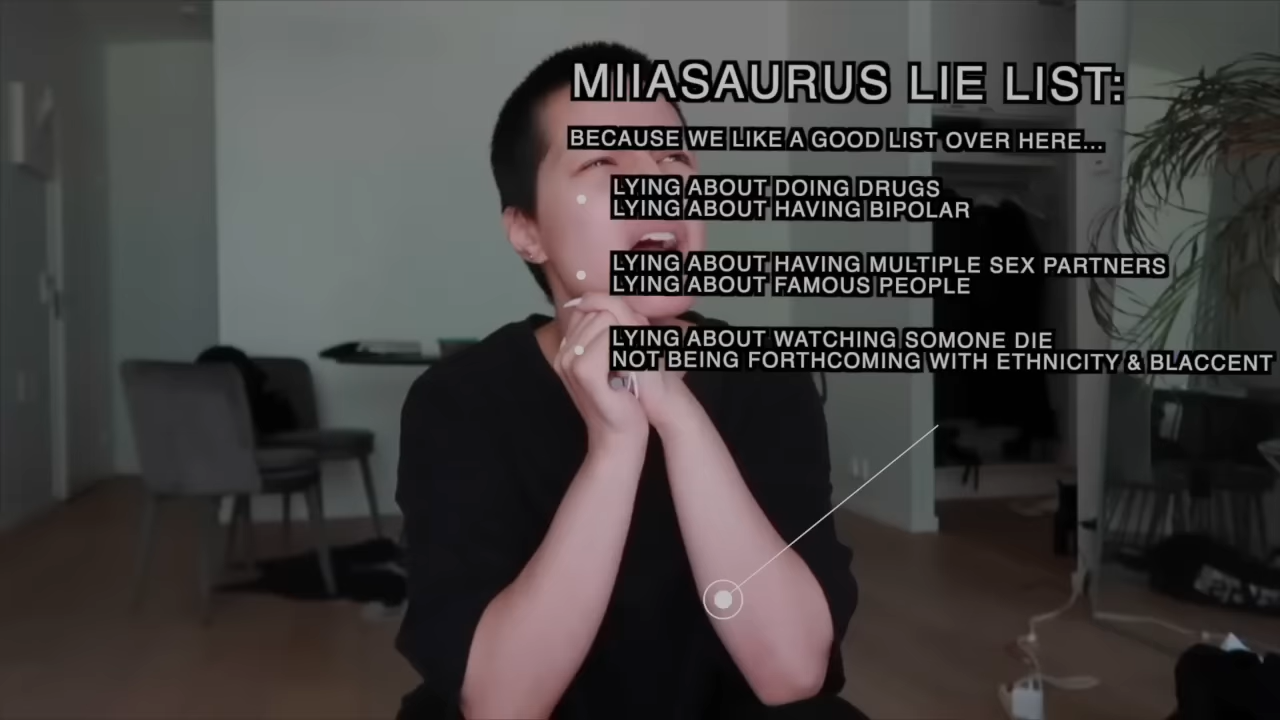 MIIASAURUS LIE LIST:
BECAUSE WE LIKE A GOOD LIST OVER HERE...
LYING ABOUT DOING DRUGS
LYING ABOUT HAVING BIPOLAR
LYING ABOUT HAVING MULTIPLE SEX PARTNERS
LYING ABOUT FAMOUS PEOPLE
LYING ABOUT WATCHING SOMONE DIE
NOT BEING FORTHCOMING WITH ETHNICITY & BLACCENT